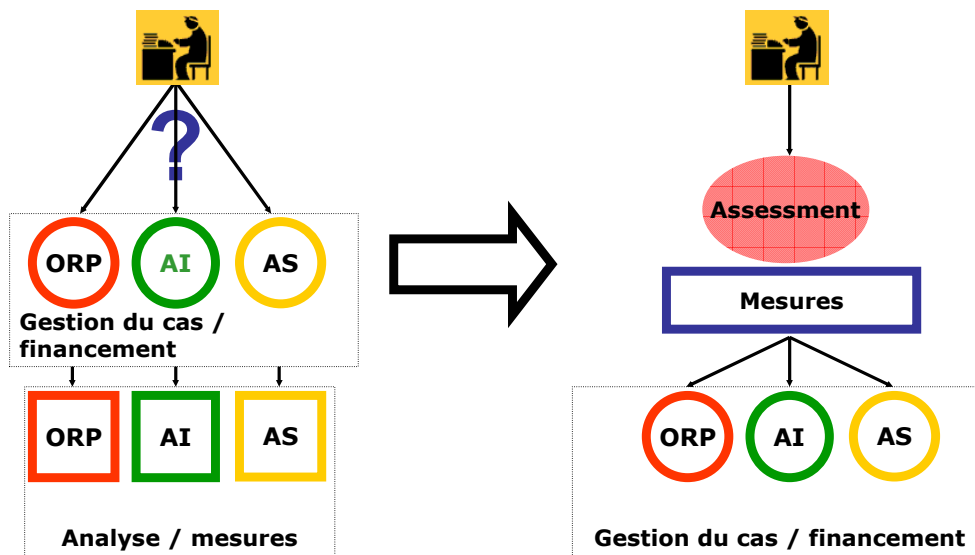 ?
ORP
AI
AS
Gestion du cas /
financement
ORP
AI
AS
Analyse / mesures
Assessment
Mesures
ORP
AI
AS
Gestion du cas / financement